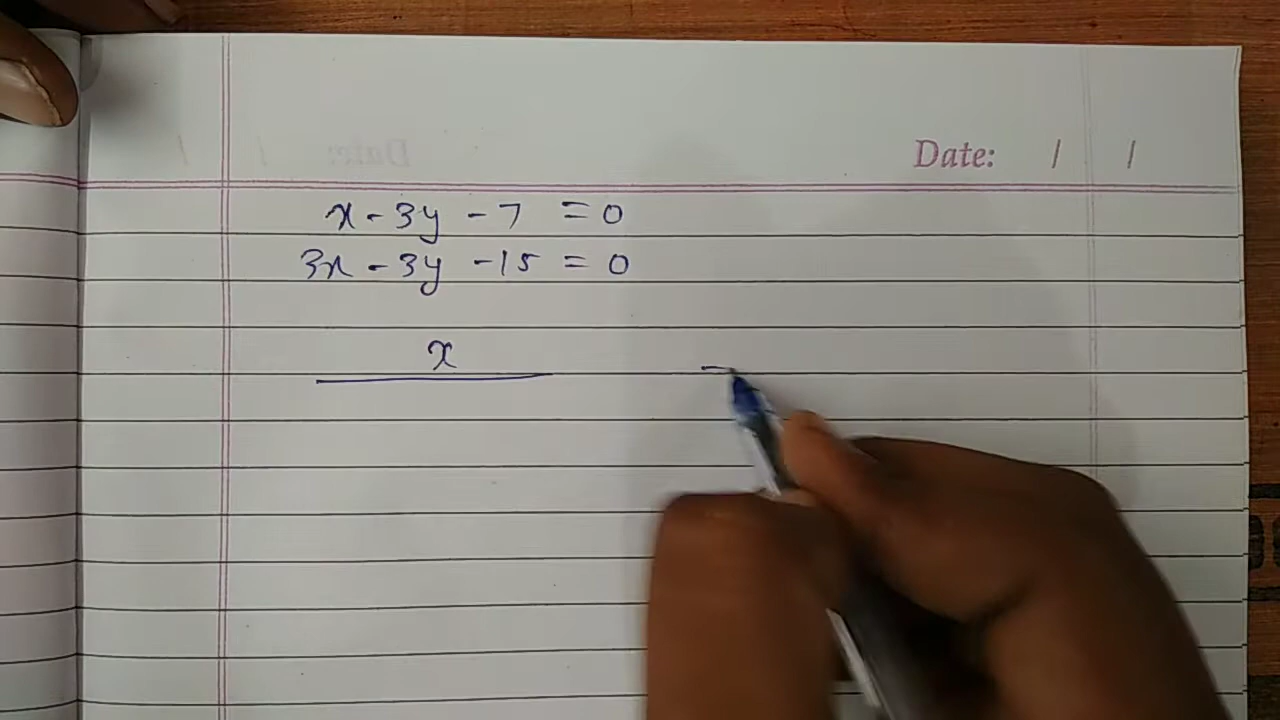 Date: / /
x - 3y - 7 = 0
3x - 3y - 15 = 0
x